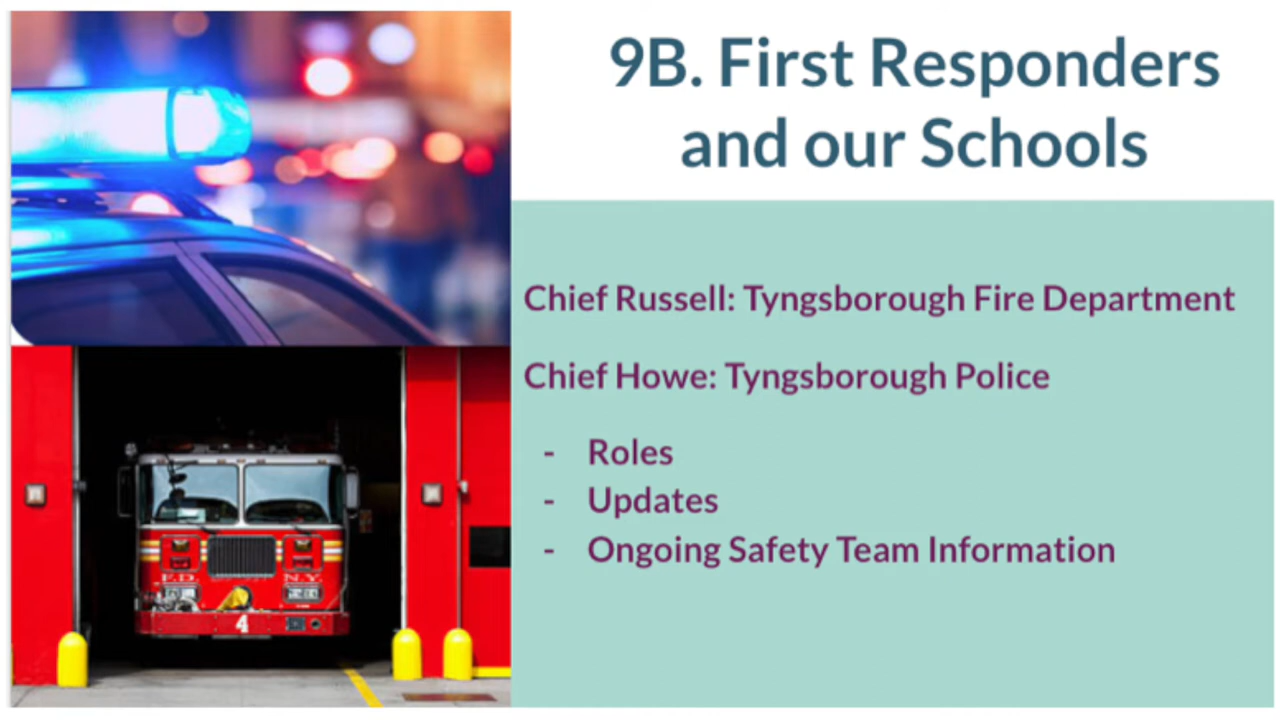 9B. First Responders
and our Schools
Chief Russell: Tyngsborough Fire Department
Chief Howe: Tyngsborough Police
- Roles
- Updates
- Ongoing Safety Team Information
F.D. N.Y.
4